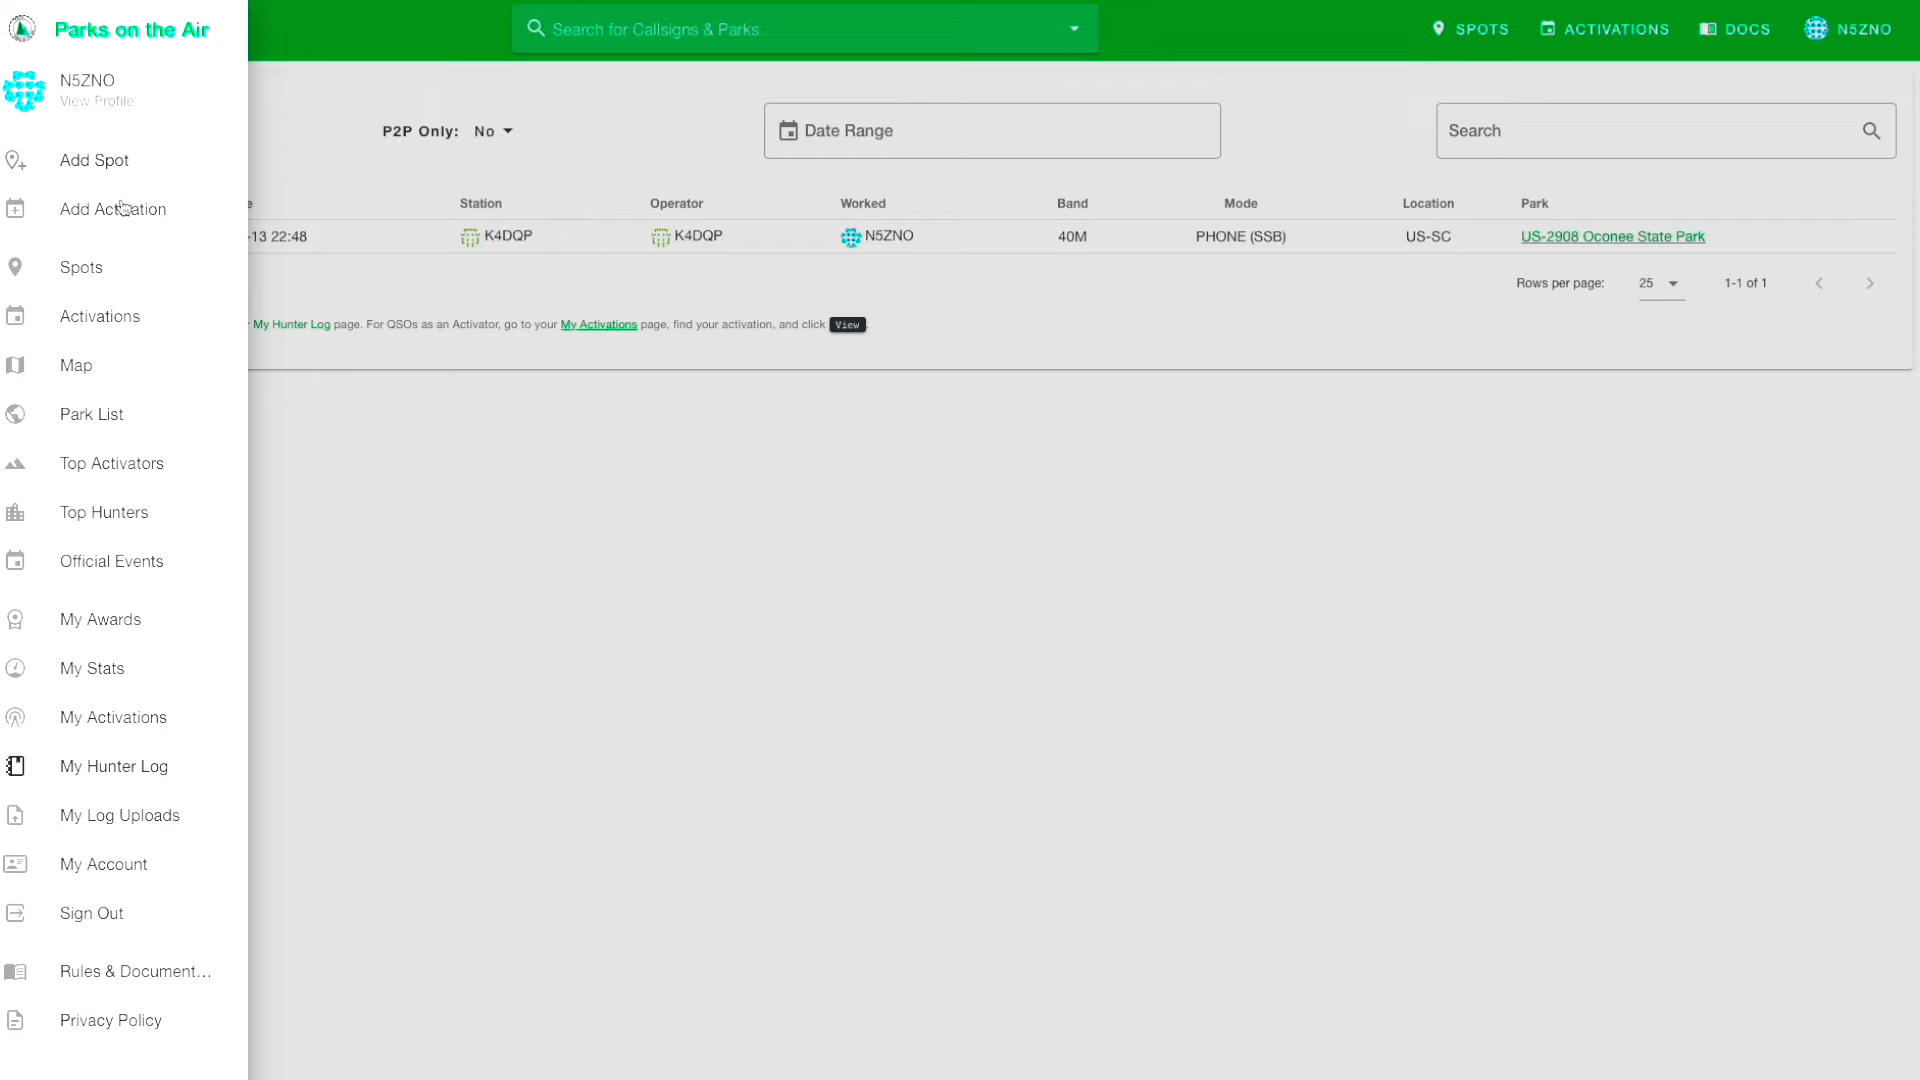 Parks on the Air
N5ZNO
View Profile
Add Spot
Add Activation
Spots
Activations
Map
Park List
Top Activators
Top Hunters
Official Events
My Awards
My Stats
My Activations
My Hunter Log
My Log Uploads
My Account
Sign Out
Rules & Document...
Privacy Policy
Search for Callsigns & Parks
SPOTS ACTIVATIONS DOCS N5ZNO
P2P Only: No
Date Range
Search
e Station Operator Worked Band Mode Location Park
-13 22:48 K4DQP K4DQP N5ZNO 40M PHONE (SSB) US-SC US-2908 Oconee State Park
Rows per page: 25 1-1 of 1
My Hunter Log page. For QSOs as an Activator, go to your My Activations page, find your activation, and click View.